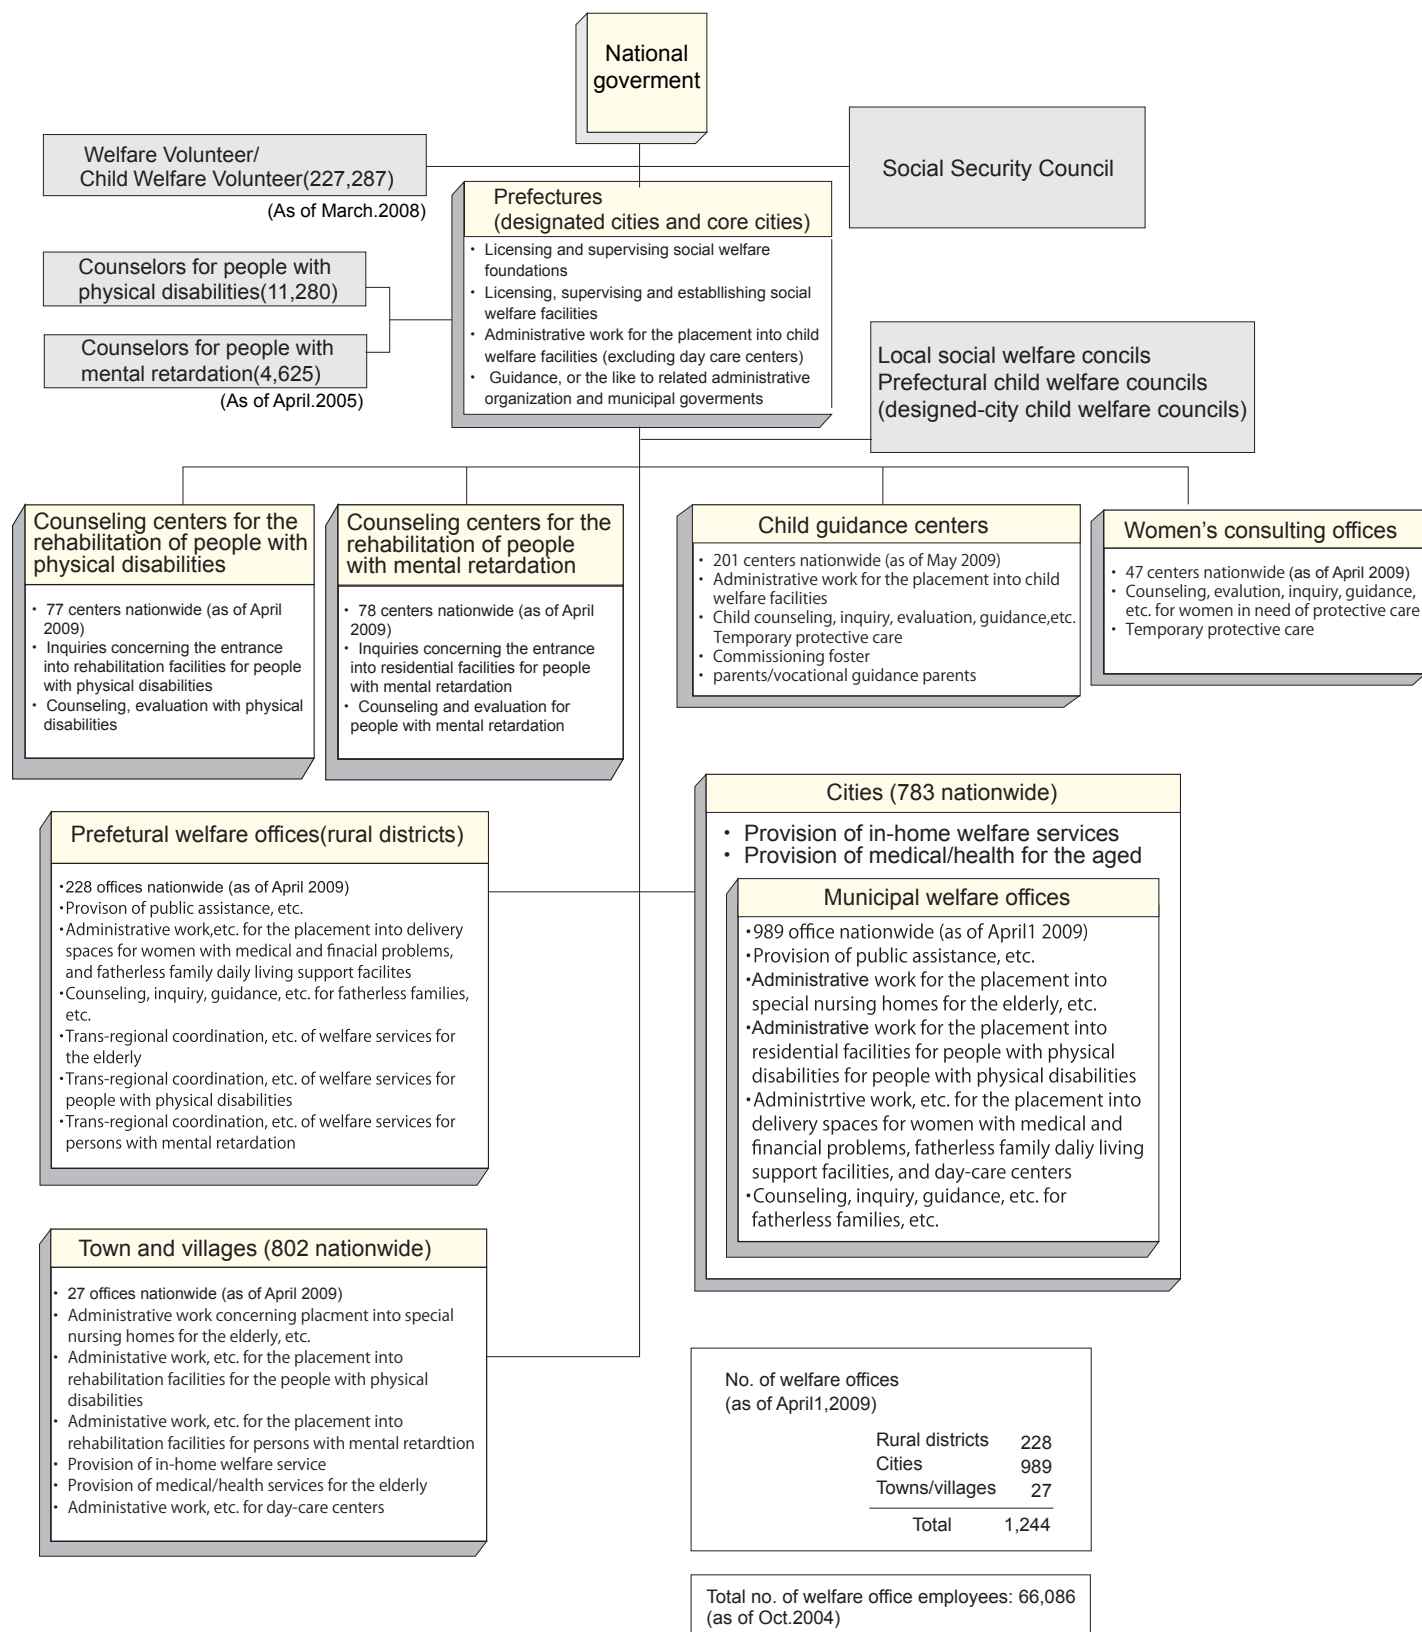 National
goverment
Welfare Volunteer/
Child Welfare Volunteer(227,287)
(As of March.2008)
Social Security Council
Prefectures
(designated cities and core cities)
・ Licensing and supervising social welfare
foundations
・ Licensing, supervising and establlishing social
welfare facilities
・ Administrative work for the placement into child
welfare facilities (excluding day care centers)
・ Guidance, or the like to related administrative
organization and municipal goverments
Counselors for people with
physical disabilities(11,280)
Counselors for people with
mental retardation(4,625)
(As of April.2005)
Local social welfare concils
Prefectural child welfare councils
(designed-city child welfare councils)
Counseling centers for the
rehabilitation of people with
physical disabilities
・ 77 centers nationwide (as of April
2009)
・ Inquiries concerning the entrance
into rehabilitation facilities for people
with physical disabilities
・ Counseling, evaluation with physical
disabilities
Counseling centers for the
rehabilitation of people
with mental retardation
・ 78 centers nationwide (as of April
2009)
・ Inquiries concerning the entrance
into residential facilities for people
with mental retardation
・ Counseling and evaluation for
people with mental retardation
Child guidance centers
・ 201 centers nationwide (as of May 2009)
・ Administrative work for the placement into child
welfare facilities
・ Child counseling, inquiry, evaluation, guidance,etc.
Temporary protective care
・ Commissioning foster
・ parents/vocational guidance parents
Women's consulting offices
・ 47 centers nationwide (as of April 2009)
・ Counseling, evalution, inquiry, guidance,
etc. for women in need of protective care
・ Temporary protective care
Prefetural welfare offices(rural districts)
・228 offices nationwide (as of April 2009)
・Provison of public assistance, etc.
・Administrative work,etc. for the placement into delivery
spaces for women with medical and finacial problems,
and fatherless family daily living support facilites
・Counseling, inquiry, guidance, etc. for fatherless families,
etc.
・Trans-regional coordination, etc. of welfare services for
the elderly
・Trans-regional coordination, etc. of welfare services for
people with physical disabilities
・Trans-regional coordination, etc. of welfare services for
persons with mental retardation
Cities (783 nationwide)
・ Provision of in-home welfare services
・ Provision of medical/health for the aged
Municipal welfare offices
・989 office nationwide (as of April1 2009)
・Provision of public assistance, etc.
・Administrative work for the placement into
special nursing homes for the elderly, etc.
・Administrative work for the placement into
residential facilities for people with physical
disabilities for people with physical disabilities
・Administrtive work, etc. for the placement into
delivery spaces for women with medical and
financial problems, fatherless family daliy living
support facilities, and day-care centers
・Counseling, inquiry, guidance, etc. for
fatherless families, etc.
Town and villages (802 nationwide)
・ 27 offices nationwide (as of April 2009)
・ Administrative work concerning placment into special
nursing homes for the elderly, etc.
・ Administative work, etc. for the placement into
rehabilitation facilities for the people with physical
disabilities
・ Administative work, etc. for the placement into
rehabilitation facilities for persons with mental retardtion
・ Provision of in-home welfare service
・ Provision of medical/health services for the elderly
・ Administative work, etc. for day-care centers
No. of welfare offices
(as of April1,2009)
Rural districts 228
Cities 989
Towns/villages 27
Total 1,244
Total no. of welfare office employees: 66,086
(as of Oct.2004)